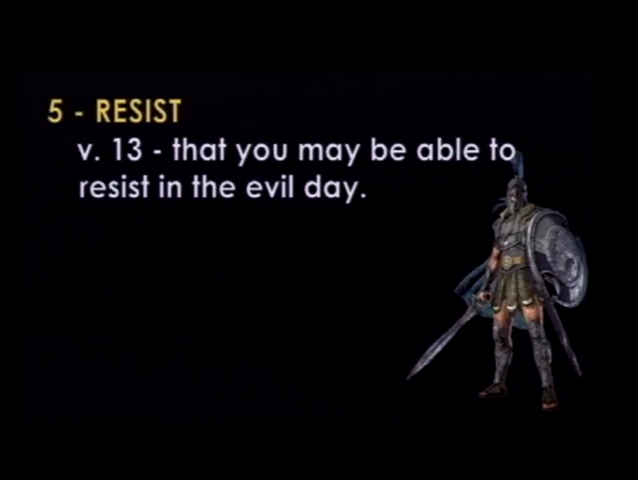 5 - RESIST
v. 13 - that you may be able to
resist in the evil day.